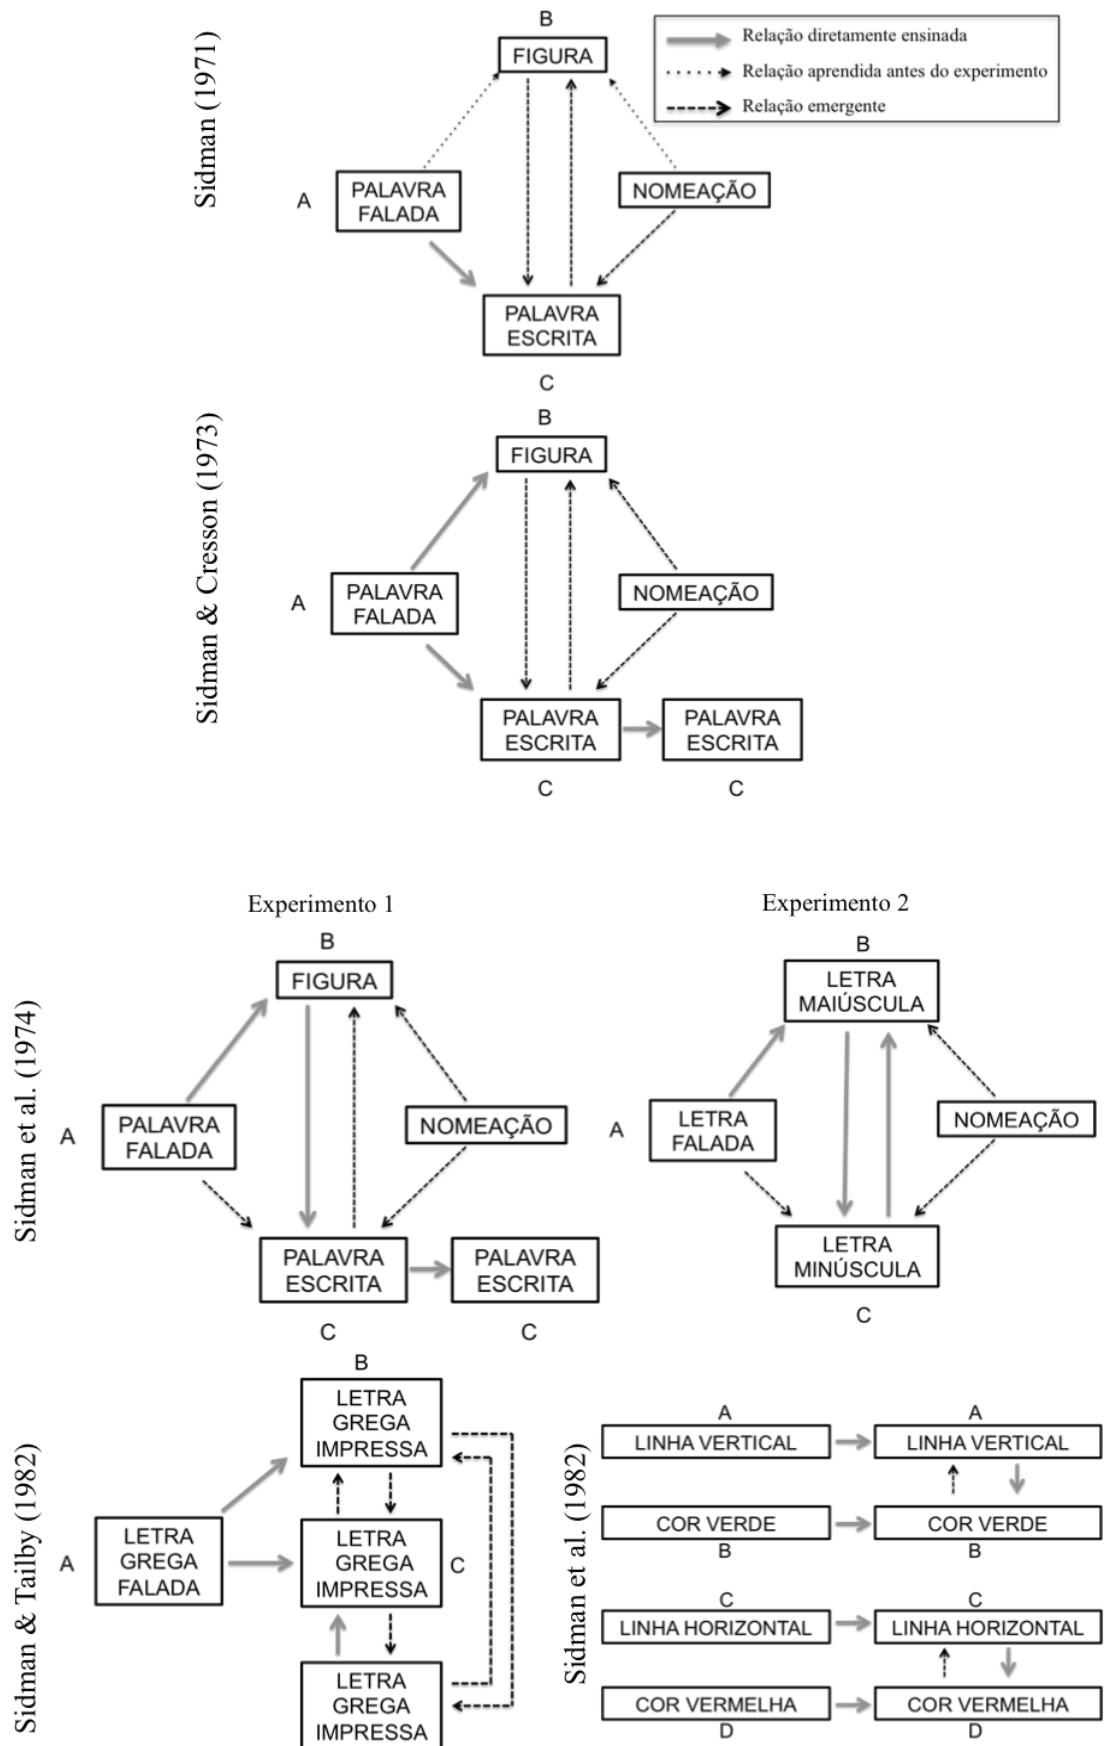 Sidman (1971)
B
FIGURA
Relação diretamente ensinada
Relação aprendida antes do experimento
Relação emergente
A
PALAVRA
FALADA
NOMEAÇÃO
PALAVRA
ESCRITA
C
Sidman & Cresson (1973)
B
FIGURA
A
PALAVRA
FALADA
NOMEAÇÃO
PALAVRA
ESCRITA
PALAVRA
ESCRITA
C
C
Sidman et al. (1974)
Experimento 1
B
FIGURA
A
PALAVRA
FALADA
NOMEAÇÃO
PALAVRA
ESCRITA
PALAVRA
ESCRITA
C
C
Experimento 2
B
LETRA
MAIÚSCULA
A
LETRA
FALADA
NOMEAÇÃO
LETRA
MINÚSCULA
C
Sidman & Tailby (1982)
B
LETRA
GREGA
IMPRESSA
A
LETRA
GREGA
FALADA
LETRA
GREGA
IMPRESSA
C
LETRA
GREGA
IMPRESSA
Sidman et al. (1982)
A
A
LINHA VERTICAL
LINHA VERTICAL
COR VERDE
COR VERDE
B
B
C
C
LINHA HORIZONTAL
LINHA HORIZONTAL
COR VERMELHA
COR VERMELHA
D
D